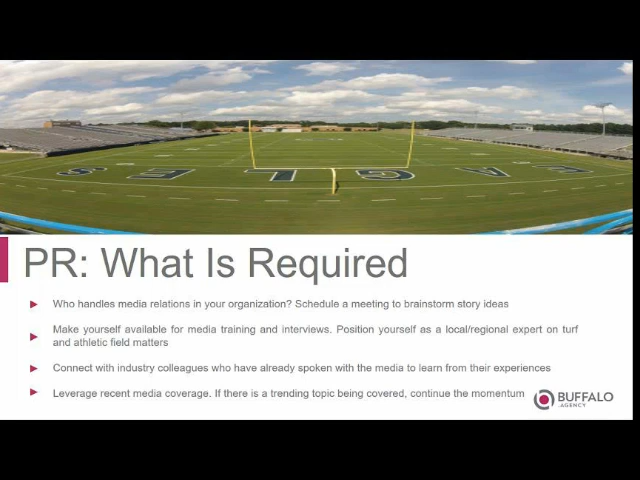 EAGLES
PR: What Is Required
Who handles media relations in your organization? Schedule a meeting to brainstorm story ideas
Make yourself available for media training and interviews. Position yourself as a local/regional expert on turf
and athletic field matters
Connect with industry colleagues who have already spoken with the media to learn from their experiences
Leverage recent media coverage. If there is a trending topic being covered, continue the momentum
BUFFALO
.AGENCY